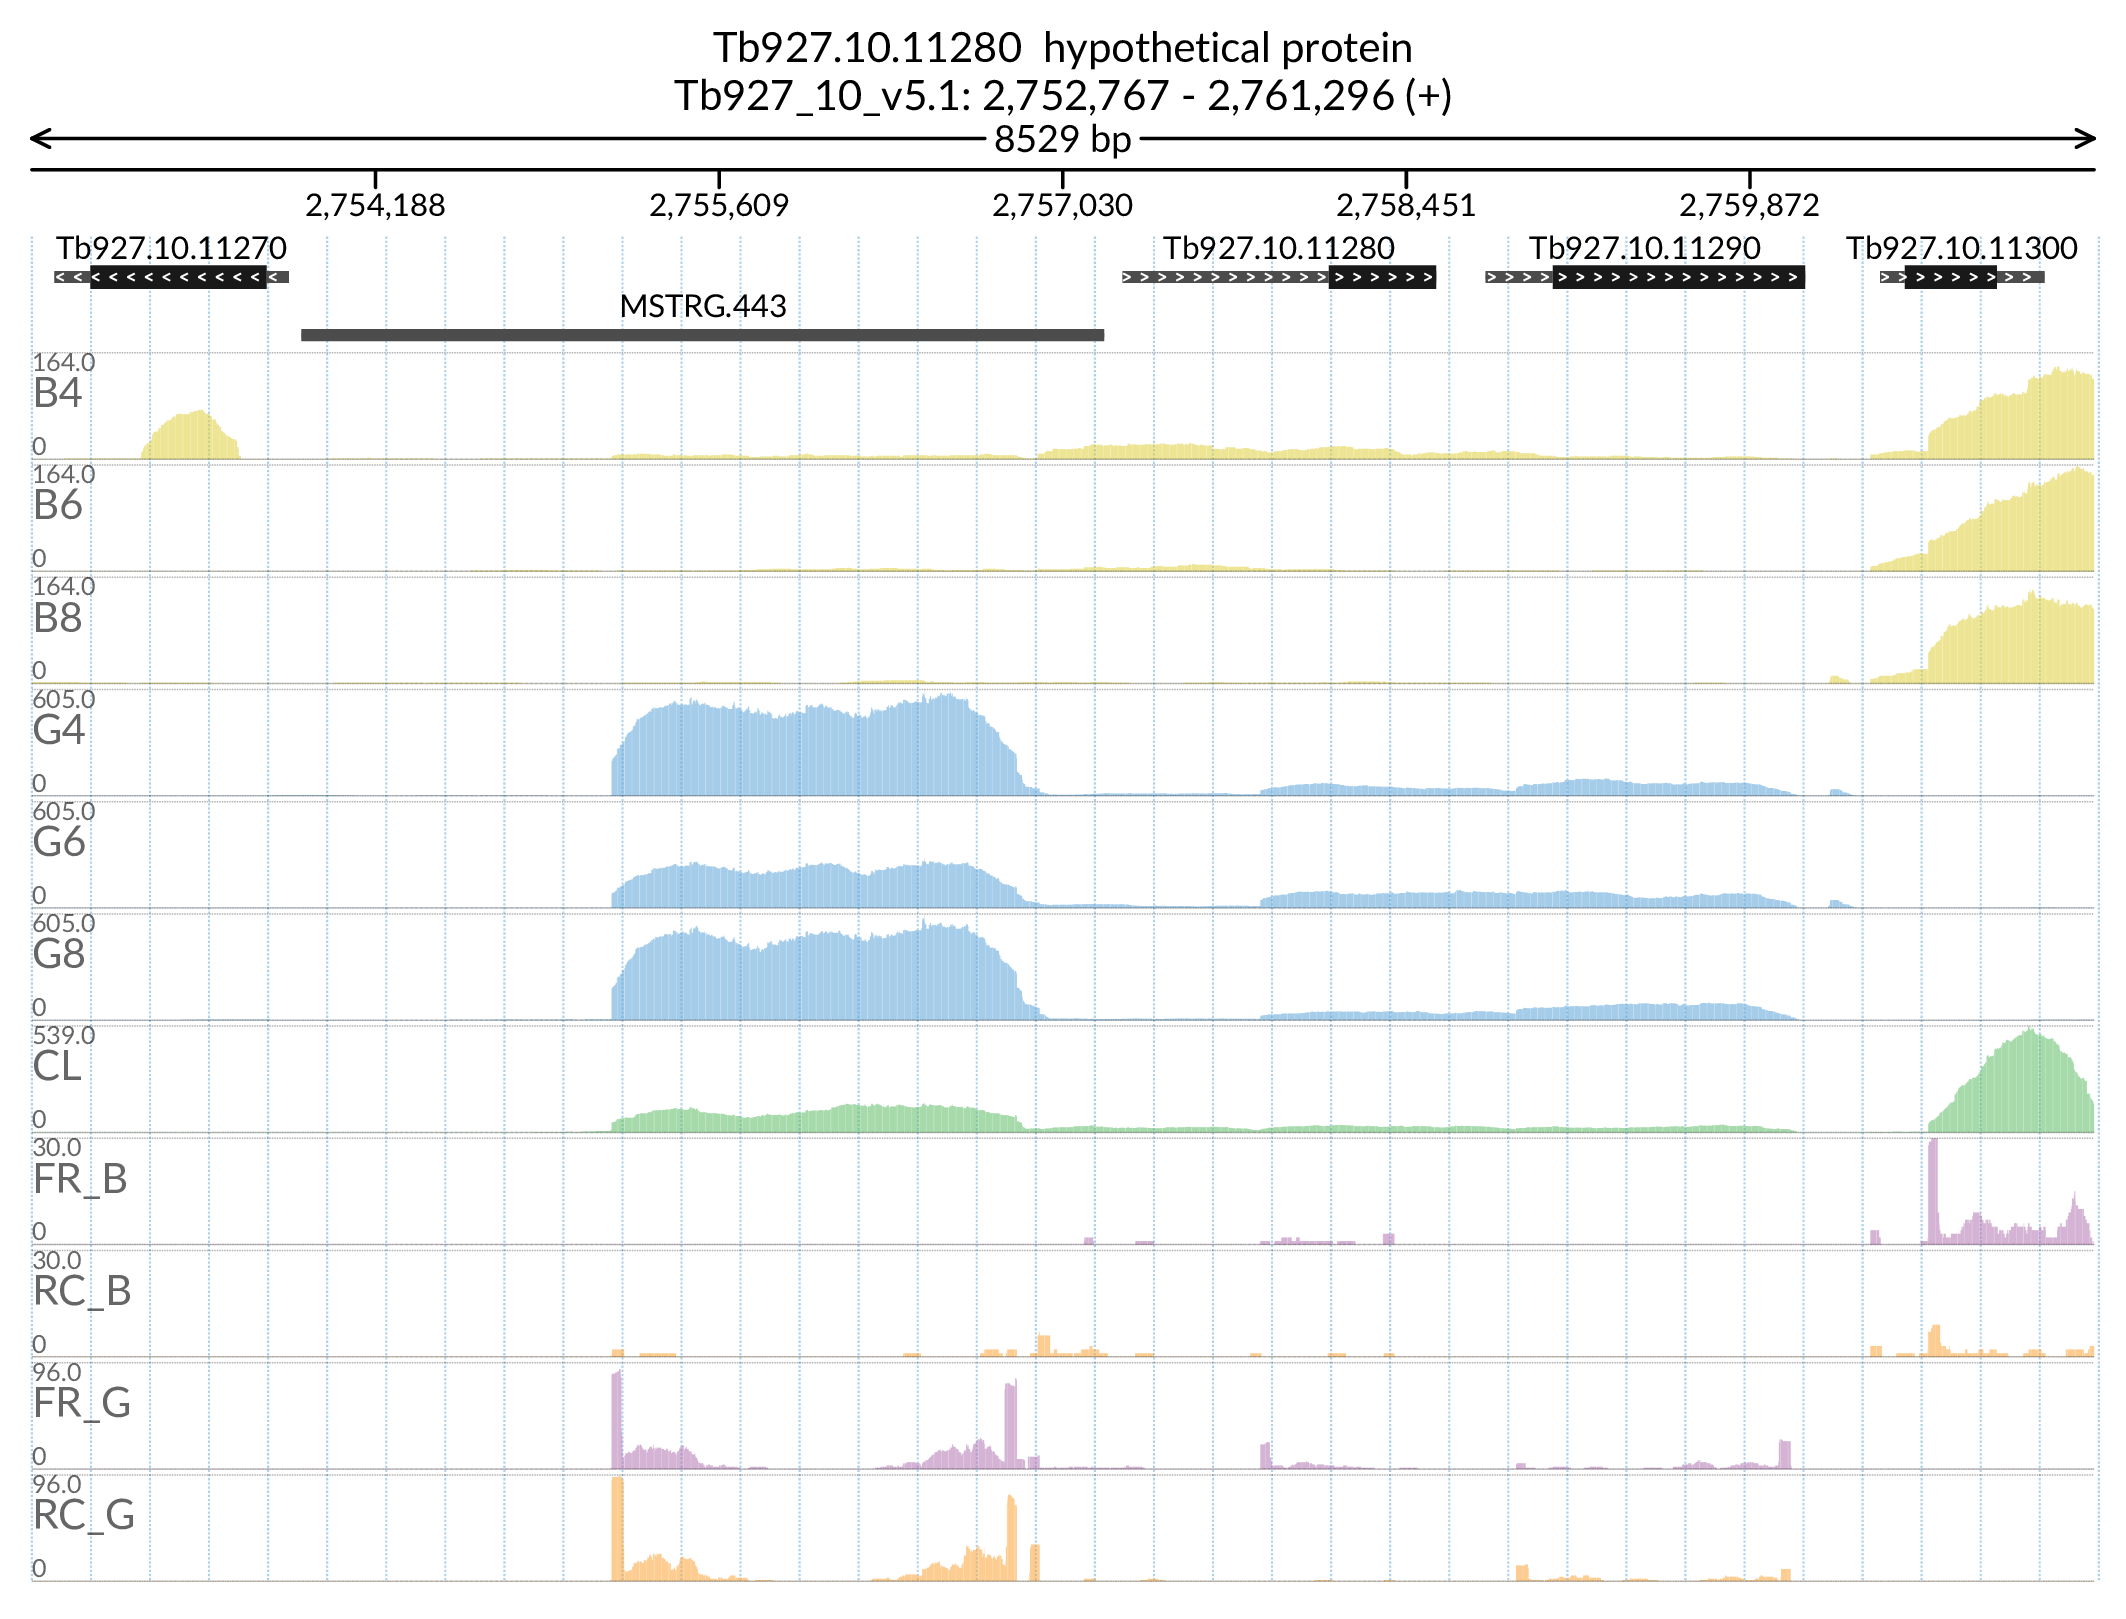 Tb927.10.11280 hypothetical protein
Tb927_10_v5.1: 2,752,767 - 2,761,296 (+)
8529 bp
2,754,188 2,755,609 2,757,030 2,758,451 2,759,872
Tb927.10.11270 Tb927.10.11280 Tb927.10.11290 Tb927.10.11300
MSTRG.443
164.0
B4
0
164.0
B6
0
164.0
B8
0
605.0
G4
0
605.0
G6
0
605.0
G8
0
539.0
CL
0
30.0
FR_B
0
30.0
RC_B
0
96.0
FR_G
0
96.0
RC_G
0